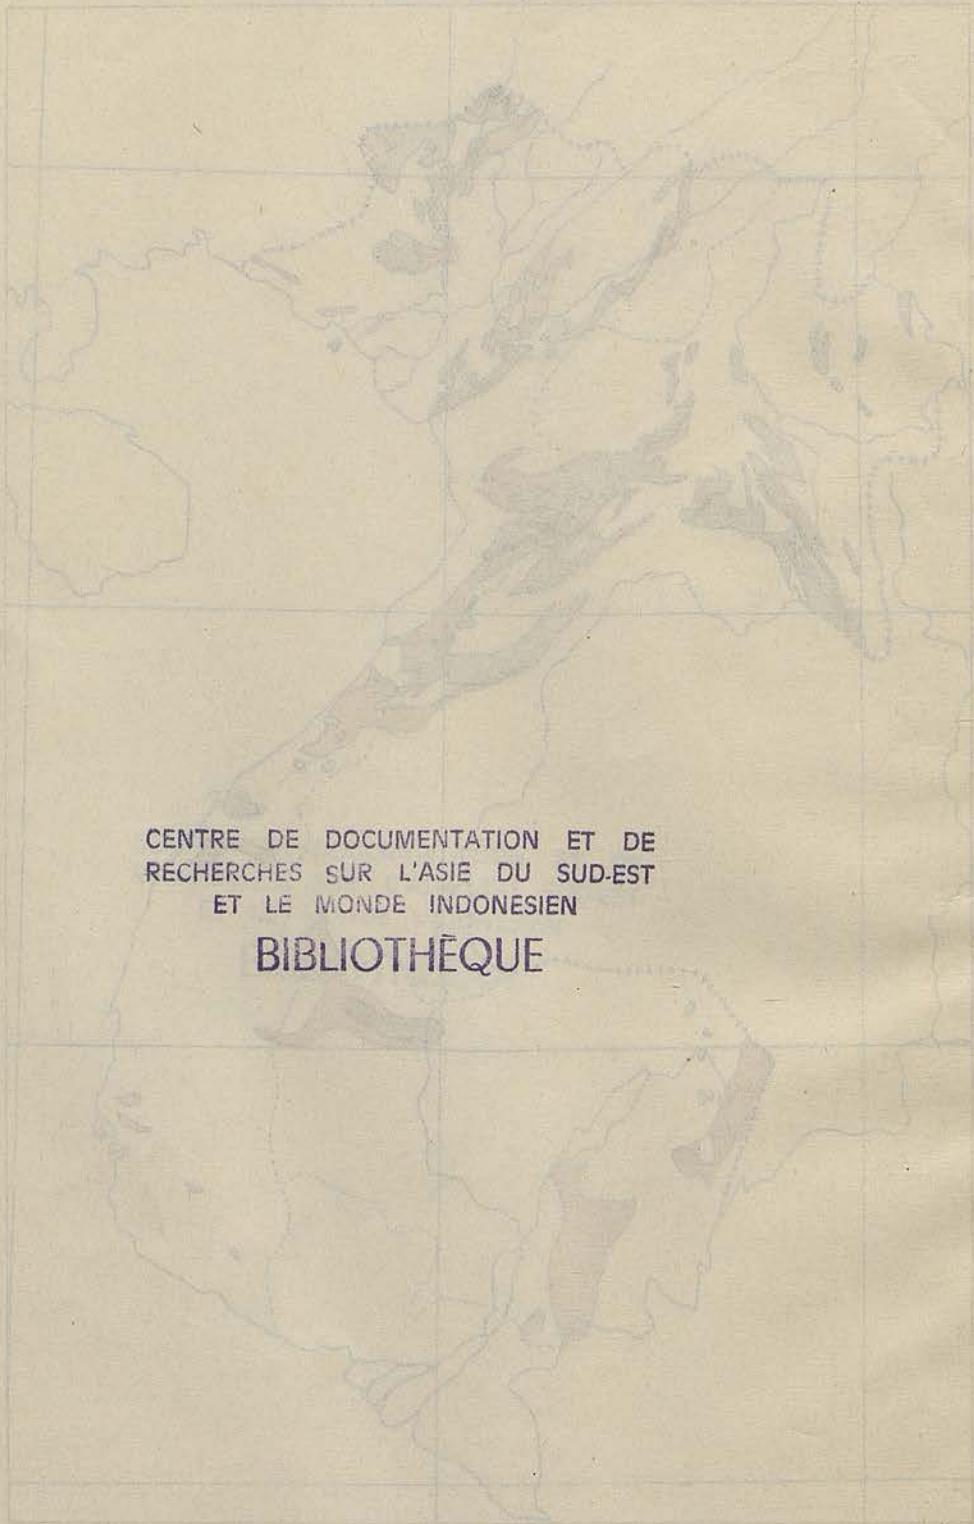 CENTRE DE DOCUMENTATION ET DE
RECHERCHES SUR L'ASIE DU SUD-EST
ET LE MONDE INDONESIEN
BIBLIOTHÈQUE